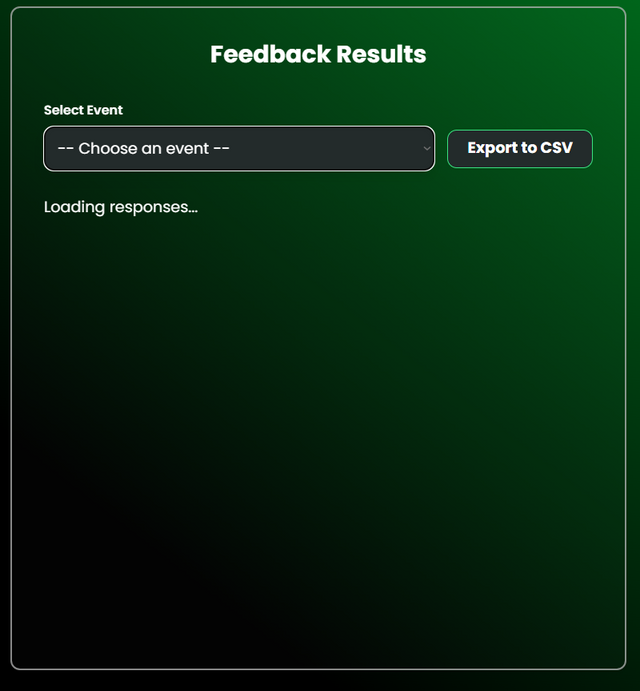 Feedback Results
Select Event
-- Choose an event --
Export to CSV
Loading responses...